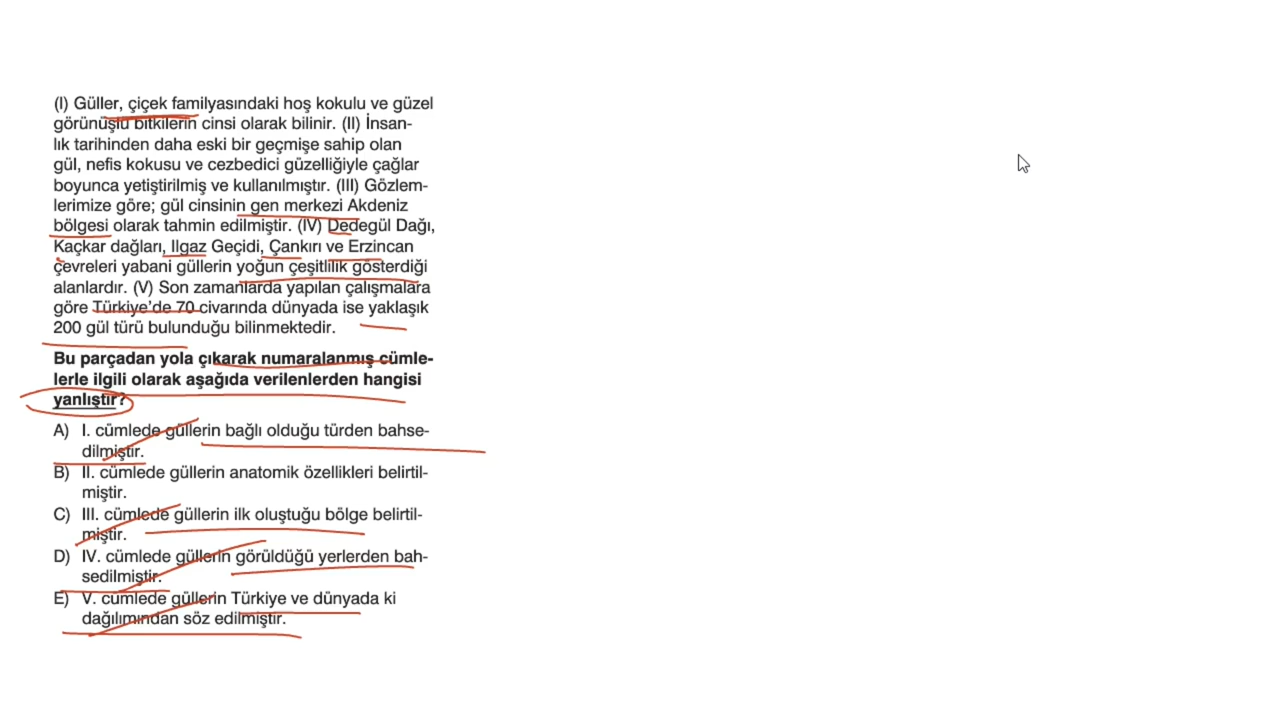 (I) Güller, çiçek familyasındaki hoş kokulu ve güzel
görünüşlü bitkilerin cinsi olarak bilinir. (II) İnsan-
lık tarihinden daha eski bir geçmişe sahip olan
gül, nefis kokusu ve cezbedici güzelliğiyle çağlar
boyunca yetiştirilmiş ve kullanılmıştır. (III) Gözlem-
lerimize göre; gül cinsinin gen merkezi Akdeniz
bölgesi olarak tahmin edilmiştir. (IV) Dedegül Dağı,
Kaçkar dağları, Ilgaz Geçidi, Çankırı ve Erzincan
çevreleri yabani güllerin yoğun çeşitlilik gösterdiği
alanlardır. (V) Son zamanlarda yapılan çalışmalara
göre Türkiye'de 70 civarında dünyada ise yaklaşık
200 gül türü bulunduğu bilinmektedir.
Bu parçadan yola çıkarak numaralanmış cümle-
lerle ilgili olarak aşağıda verilenlerden hangisi
yanlıştır?
A) I. cümlede güllerin bağlı olduğu türden bahse-
dilmiştir.
B) II. cümlede güllerin anatomik özellikleri belirtil-
miştir.
C) III. cümlede güllerin ilk oluştuğu bölge belirtil-
miştir.
D) IV. cümlede güllerin görüldüğü yerlerden bah-
sedilmiştir.
E) V. cümlede güllerin Türkiye ve dünyada ki
dağılımından söz edilmiştir.